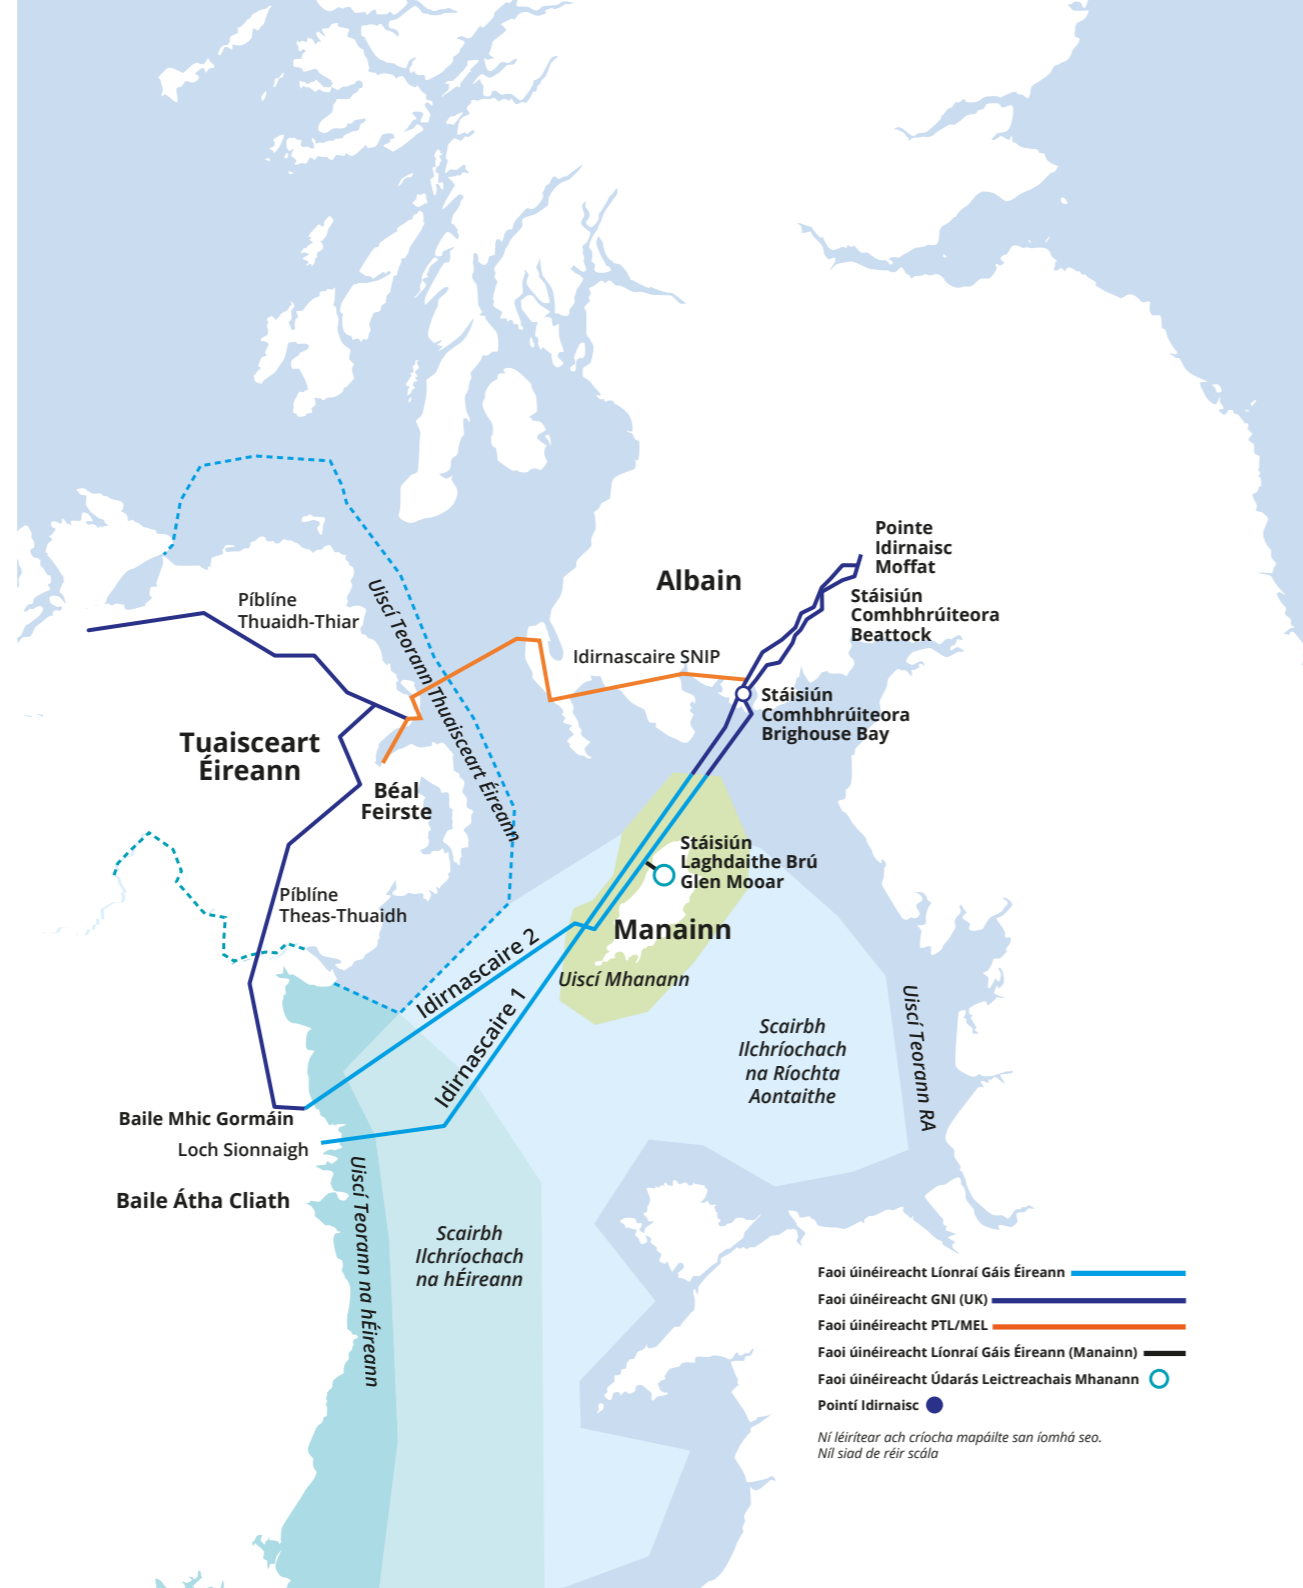 Pointe
Idirnaisc
Moffat
Albain
Stáisiún
Comhbhrúiteora
Beattock
Píblíne
Thuaidh-Thiar
Uiscí Teorann Thuaisceart Éireann
Idirnascaire SNIP
Stáisiún
Comhbhrúiteora
Brighouse Bay
Tuaisceart
Éireann
Béal
Feirste
Stáisiún
Laghdaithe Brú
Glen Mooar
Píblíne
Theas-Thuaidh
Manainn
Idirnascaire 2
Uiscí Mhanann
Idirnascaire 1
Scairbh
Ilchríochach
na Ríochta
Aontaithe
Uiscí Teorann RA
Baile Mhic Gormáin
Loch Sionnaigh
Baile Átha Cliath
Uiscí Teorann na hÉireann
Scairbh
Ilchríochach
na hÉireann
Faoi úinéireacht Líonraí Gáis Éireann
Faoi úinéireacht GNI (UK)
Faoi úinéireacht PTL/MEL
Faoi úinéireacht Líonraí Gáis Éireann (Manainn)
Faoi úinéireacht Údarás Leictreachais Mhanann
Pointí Idirnaisc
Ní léirítear ach críocha mapáilte san íomhá seo.
Níl siad de réir scála